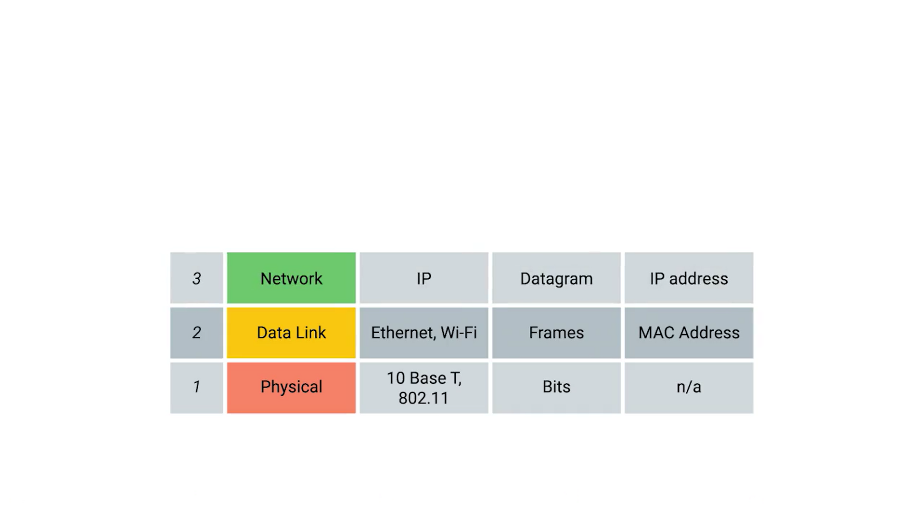 3 Network IP Datagram IP address
2 Data Link Ethernet, Wi-Fi Frames MAC Address
1 Physical 10 Base T, 802.11 Bits n/a